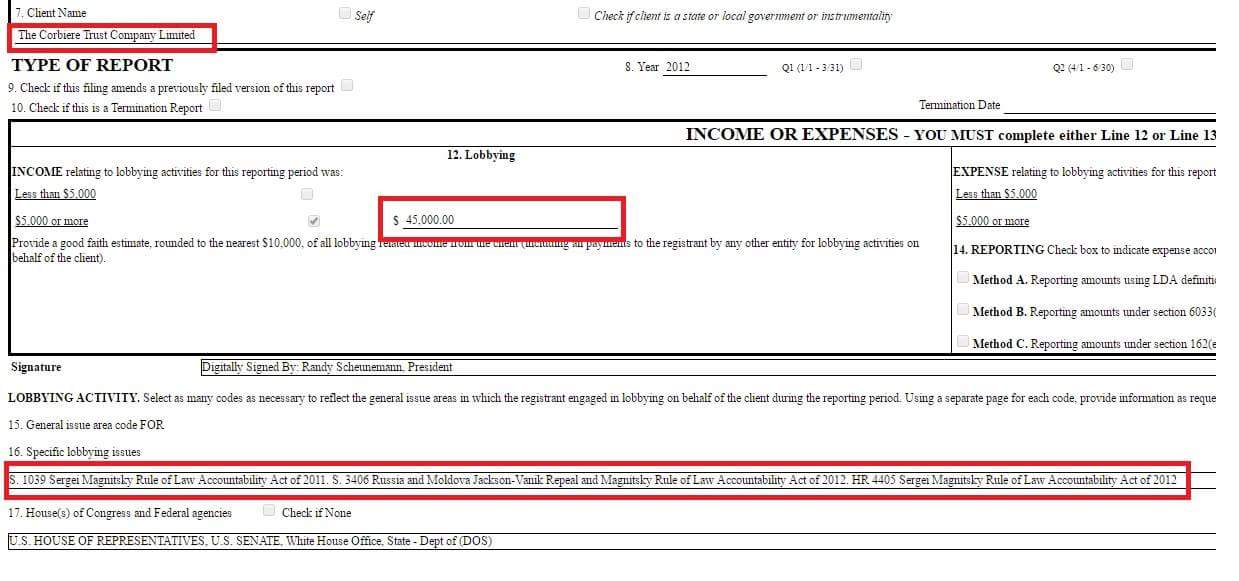 7. Client Name Self Check if client is a state or local government or instrumentality
The Corbiere Trust Company Limited
TYPE OF REPORT 8. Year 2012 Q1 (1/1 - 3/31) Q2 (4/1 - 6/30)
9. Check if this filing amends a previously filed version of this report
10. Check if this is a Termination Report Termination Date
INCOME OR EXPENSES - YOU MUST complete either Line 12 or Line 13
12. Lobbying
INCOME relating to lobbying activities for this reporting period was: EXPENSE relating to lobbying activities for this report
Less than $5,000 Less than $5,000
$5,000 or more $ 45,000.00 $5,000 or more
Provide a good faith estimate, rounded to the nearest $10,000, of all lobbying related income from the client (including all payments to the registrant by any other entity for lobbying activities on
behalf of the client).
14. REPORTING Check box to indicate expense accou
Method A. Reporting amounts using LDA definiti
Method B. Reporting amounts under section 6033(
Method C. Reporting amounts under section 162(e
Signature Digitally Signed By: Randy Scheunemann, President
LOBBYING ACTIVITY. Select as many codes as necessary to reflect the general issue areas in which the registrant engaged in lobbying on behalf of the client during the reporting period. Using a separate page for each code, provide information as reque
15. General issue area code FOR
16. Specific lobbying issues
S. 1039 Sergei Magnitsky Rule of Law Accountability Act of 2011. S. 3406 Russia and Moldova Jackson-Vanik Repeal and Magnitsky Rule of Law Accountability Act of 2012. HR 4405 Sergei Magnitsky Rule of Law Accountability Act of 2012
17. House(s) of Congress and Federal agencies Check if None
U.S. HOUSE OF REPRESENTATIVES, U.S. SENATE, White House Office, State - Dept of (DOS)